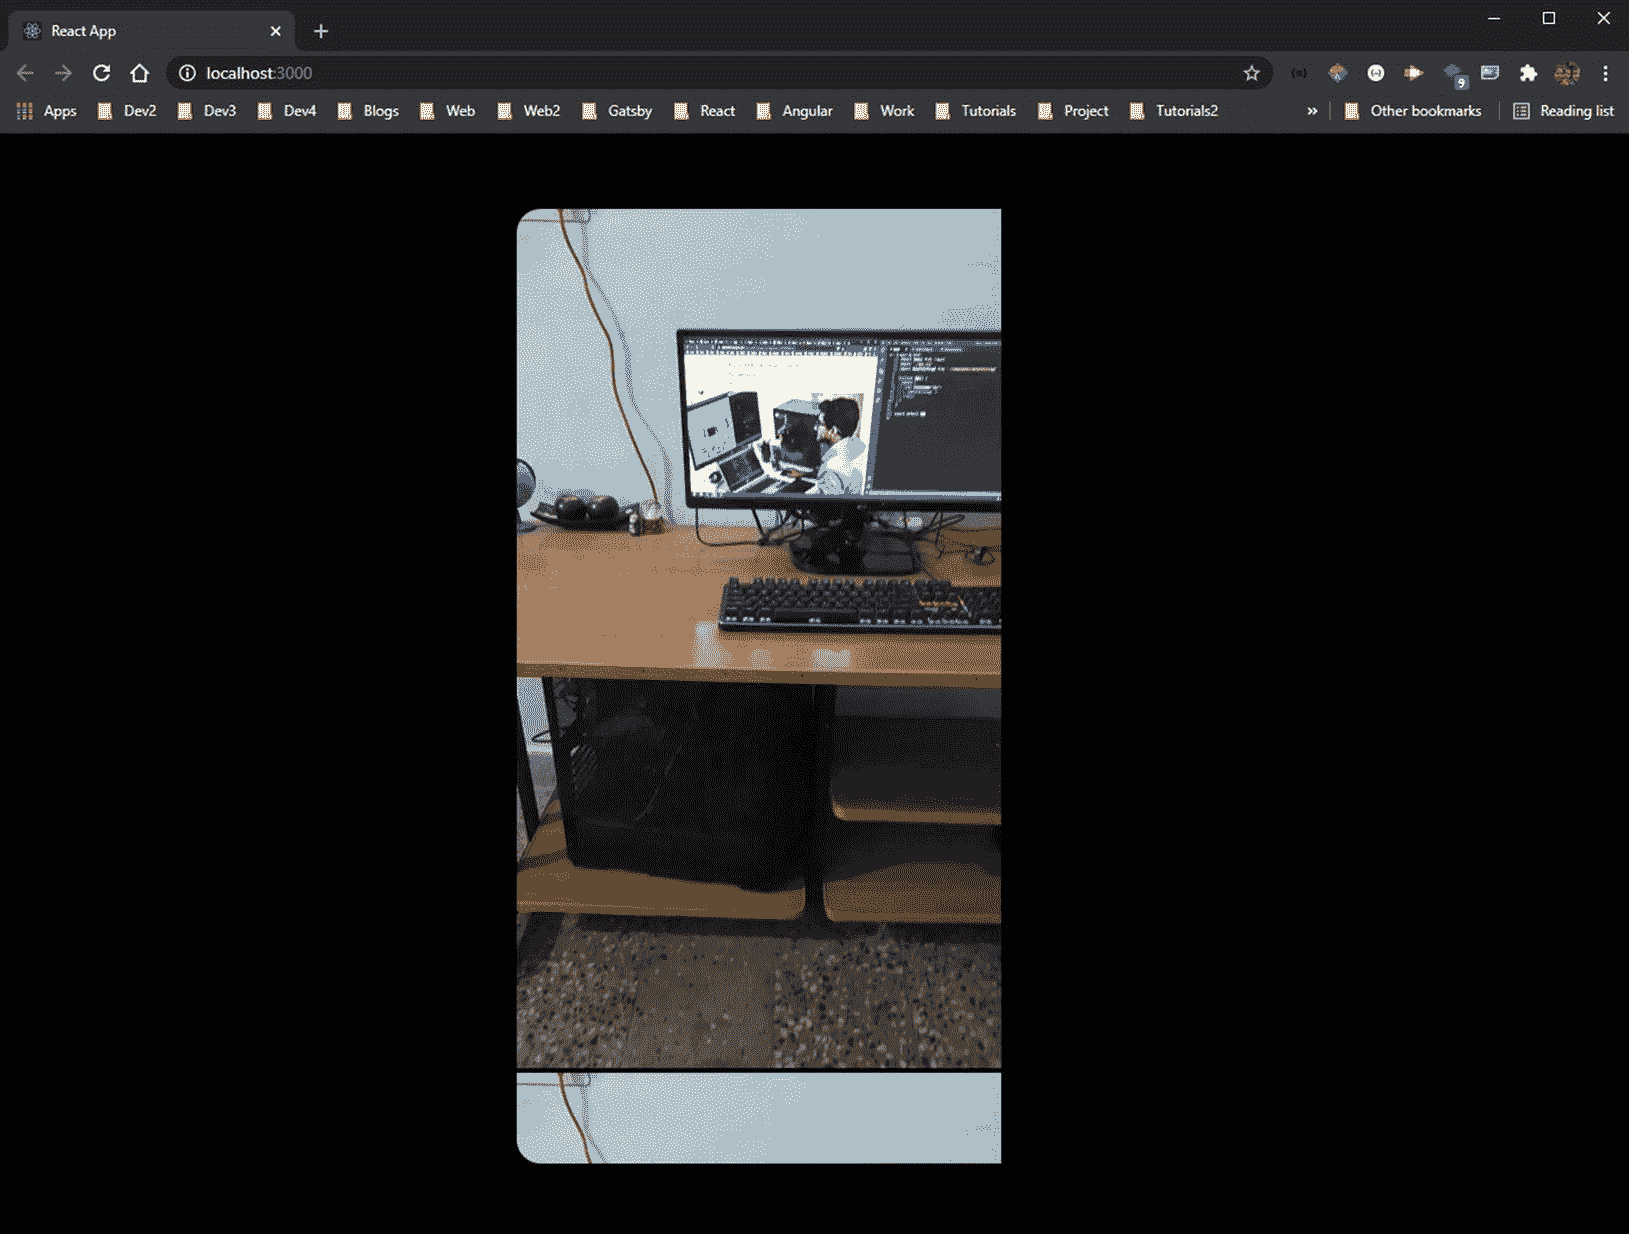 React App
localhost:3000
9
Apps Dev2 Dev3 Dev4 Blogs Web Web2 Gatsby React Angular Work Tutorials Project Tutorials2 » Other bookmarks Reading list